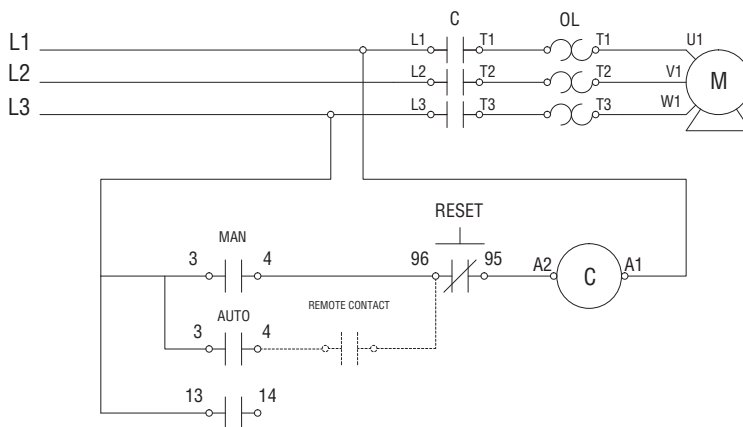 C OL
L1 L1 T1 T1 U1
L2 L2 T2 T2 V1 M
L3 L3 T3 T3 W1
RESET
MAN
3 4 96 95 A2 C A1
AUTO REMOTE CONTACT
3 4
13 14